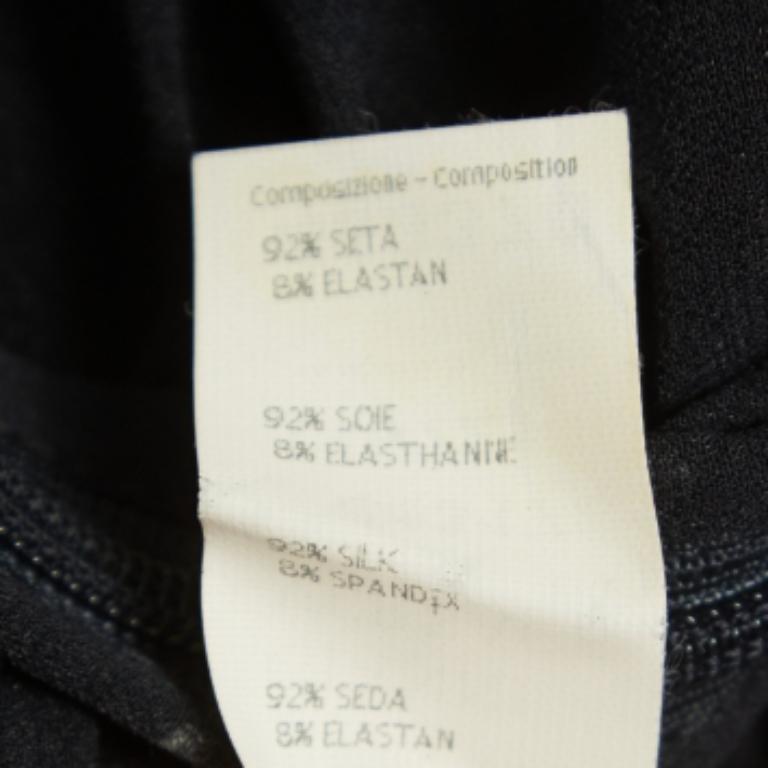 Composizione - Composition
92% SETA
8% ELASTAN
92% SOIE
8% ELASTHANNE
92% SILK
8% SPANDEX
92% SEDA
8% ELASTAN